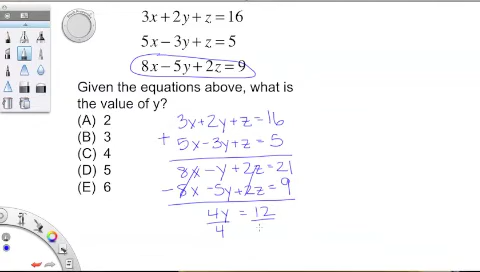 3x+2y+z=16
5x−3y+z=5
8x−5y+2z=9
Given the equations above, what is
the value of y?
(A) 2
(B) 3
(C) 4
(D) 5
(E) 6
3x+2y+z=16
+ 5x-3y+z= 5
8x -y +2z=21
- 8x -5y+2z=9
4y = 12
4